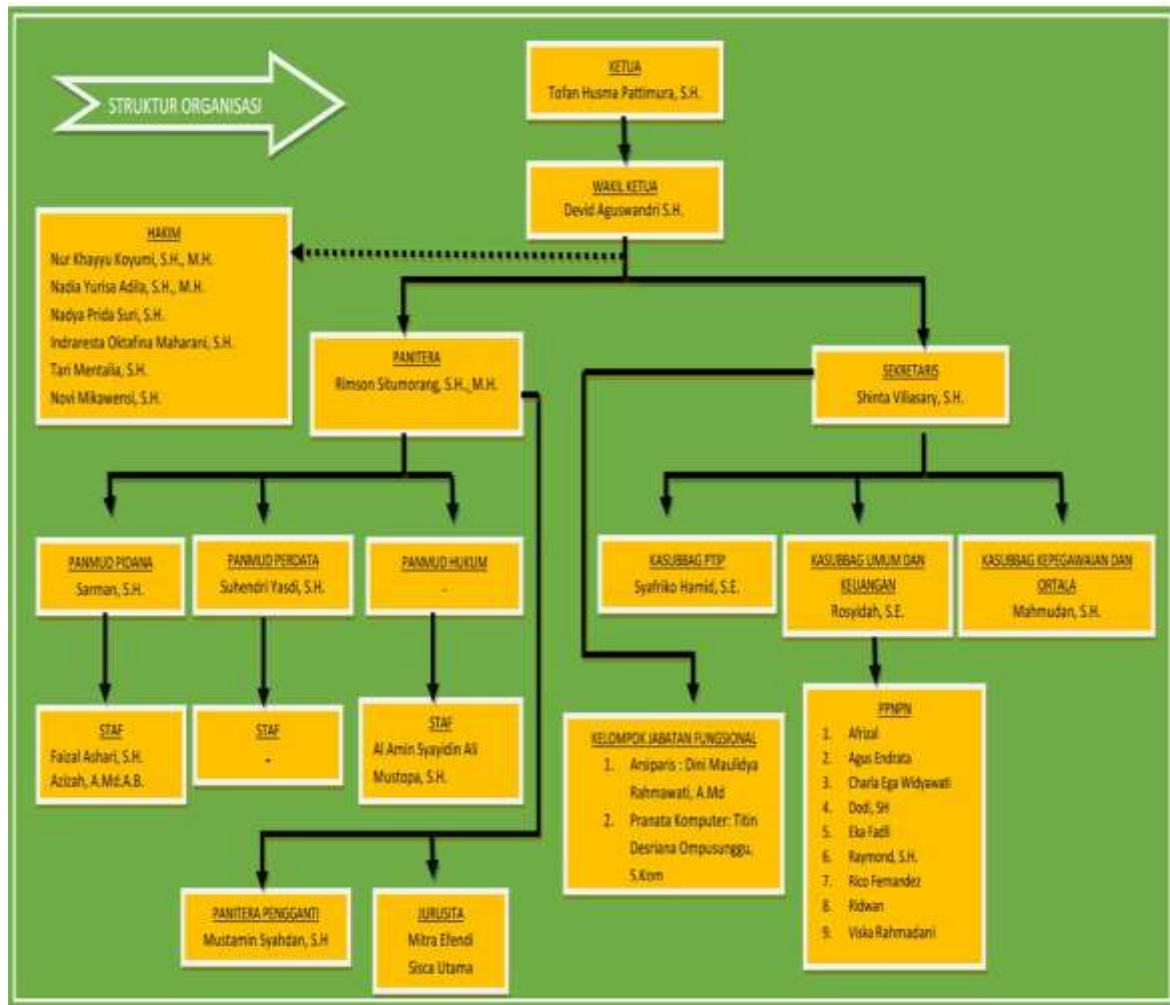 STRUKTUR ORGANISASI
KETUA
Tofan Husma Pattimura, S.H.
WAKIL KETUA
Devid Aguswandri S.H.
HAKIM
Nur Khayyu Koyumi, S.H., M.H.
Nadia Yurisa Adila, S.H., M.H.
Nadya Prida Suri, S.H.
Indraresta Oktafina Maharani, S.H.
Tari Mentalia, S.H.
Novi Mikawensi, S.H.
PANITERA
Rimson Situmorang, S.H., M.H.
SEKRETARIS
Shinta Viliasary, S.H.
PANMUD PIDANA
Sarman, S.H.
PANMUD PERDATA
Suhendri Yasdi, S.H.
PANMUD HUKUM
-
KASUBBAG PTIP
Syafriko Hamid, S.E.
KASUBBAG UMUM DAN
KEUANGAN
Rosyidah, S.E.
KASUBBAG KEPEGAWAIAN DAN
ORTALA
Mahmudan, S.H.
STAF
Faizal Ashari, S.H.
Azizah, A.Md.A.B.
STAF
-
STAF
Al Amin Syayidin Ali
Mustopa, S.H.
KELOMPOK JABATAN FUNGSIONAL
1. Arsiparis : Dini Maulidya
Rahmawati, A.Md
2. Pranata Komputer: Titin
Desriana Ompusunggu,
S.Kom
PPNPN
1. Afrizal
2. Agus Endrata
3. Charla Ega Widyawati
4. Dodi, SH
5. Eka Fadli
6. Raymond, S.H.
7. Rico Fernandez
8. Ridwan
9. Viska Rahmadani
PANITERA PENGGANTI
Mustamin Syahdan, S.H
JURUSITA
Mitra Efendi
Sisca Utama